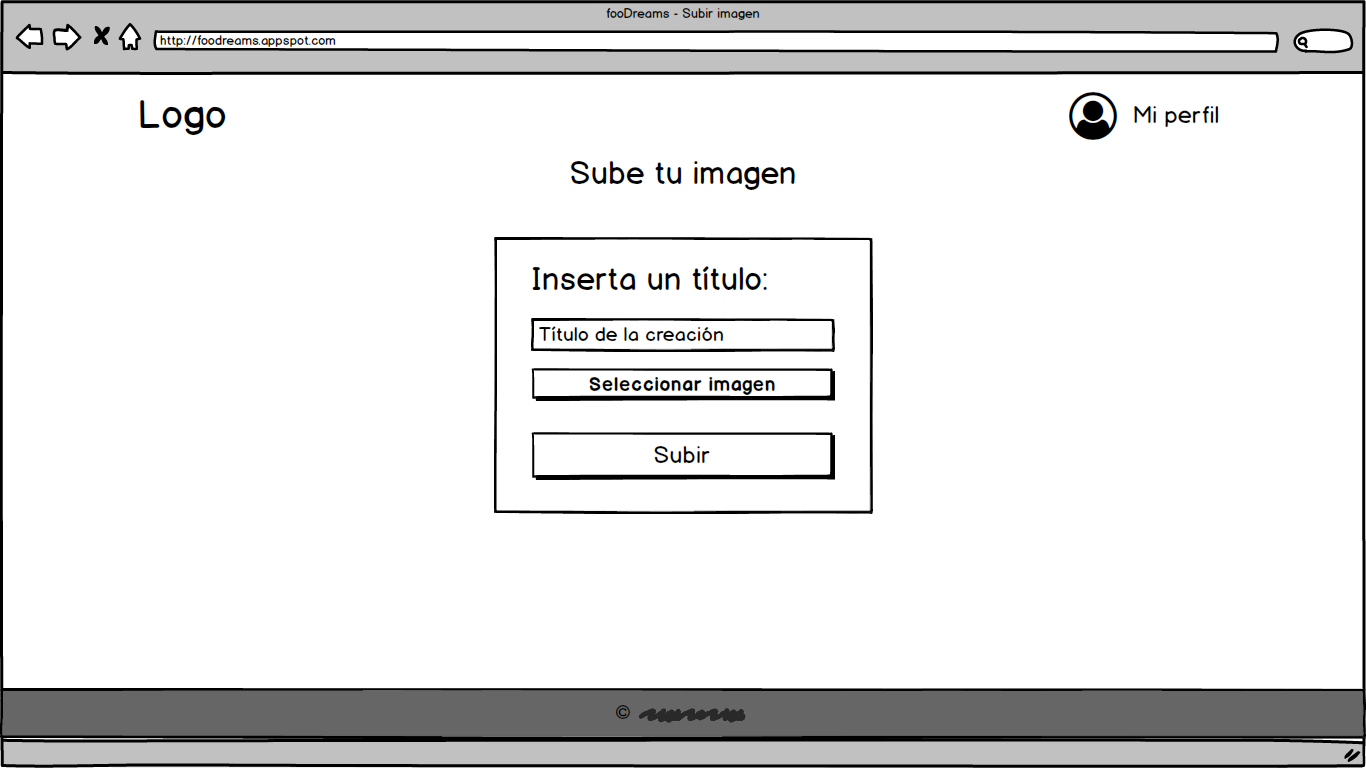 fooDreams - Subir imagen
http://foodreams.appspot.com
Logo
Mi perfil
Sube tu imagen
Inserta un título:
Título de la creación
Seleccionar imagen
Subir
©